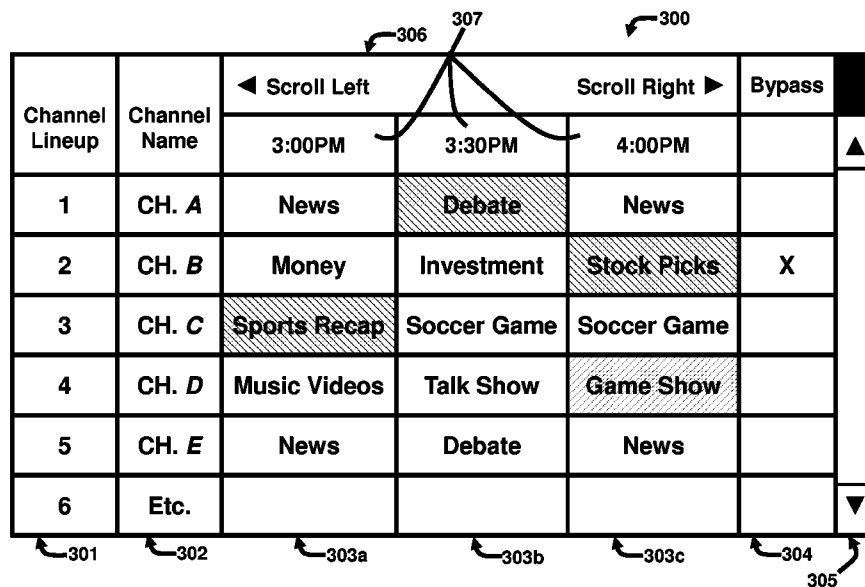 306 307 300
◄ Scroll Left Scroll Right ► Bypass
Channel Lineup Channel Name
3:00PM 3:30PM 4:00PM ▲
1 CH. A News Debate News
2 CH. B Money Investment Stock Picks X
3 CH. C Sports Recap Soccer Game Soccer Game
4 CH. D Music Videos Talk Show Game Show
5 CH. E News Debate News
6 Etc. ▼
301 302 303a 303b 303c 304 305